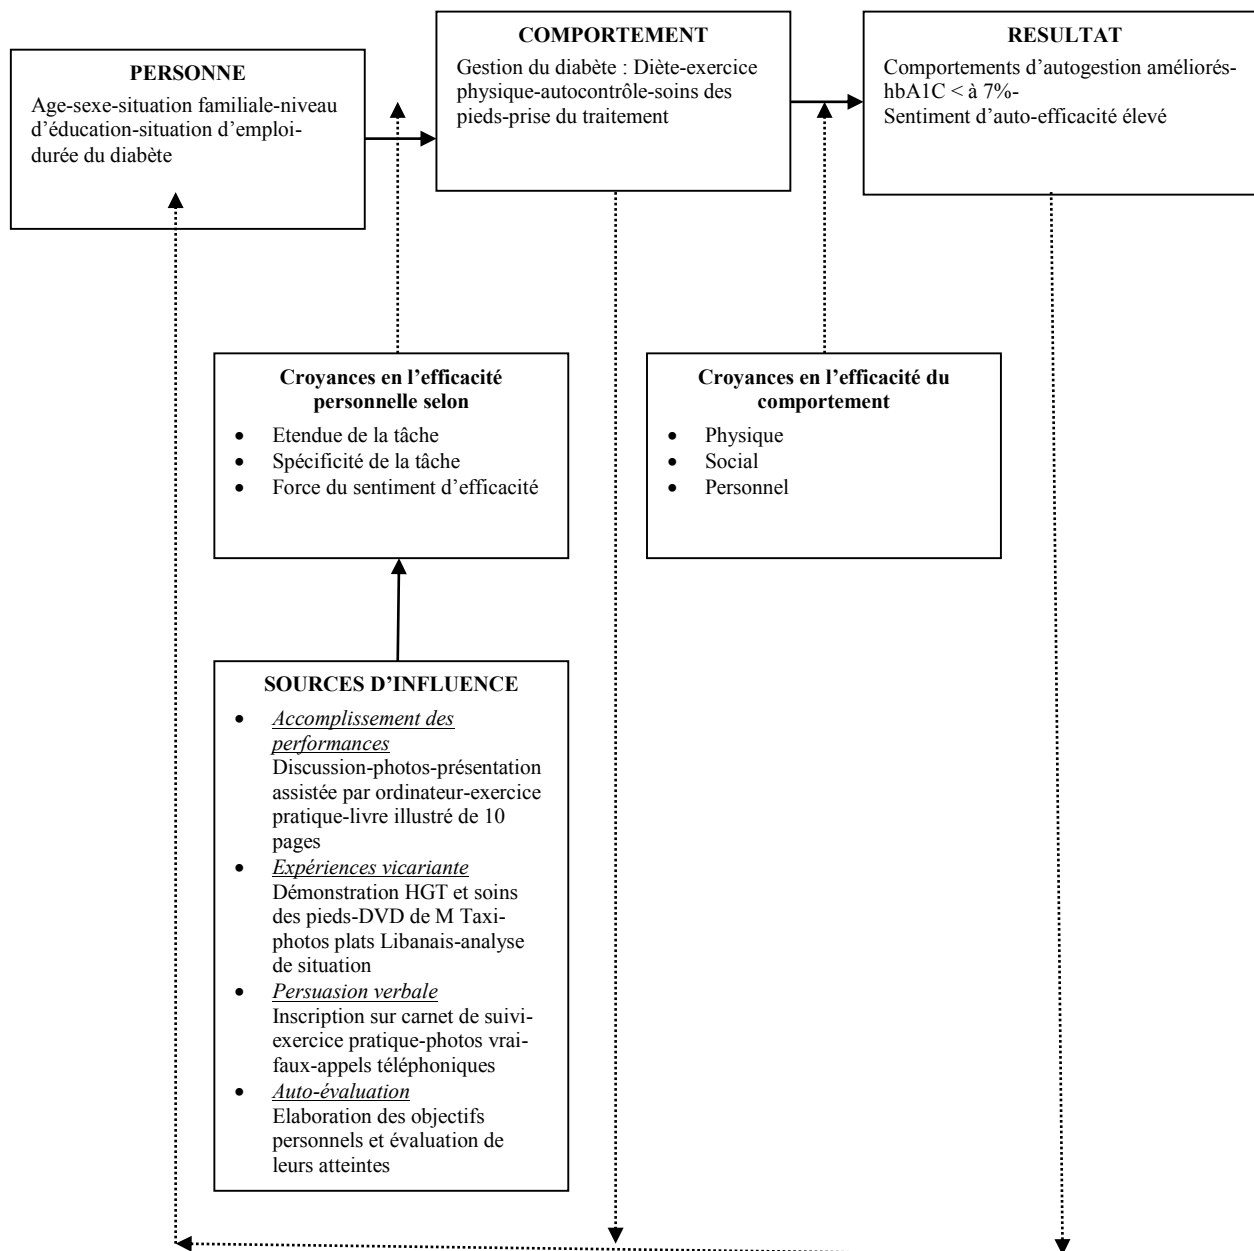 PERSONNE
Age-sexe-situation familiale-niveau
d’éducation-situation d’emploi-
durée du diabète
COMPORTEMENT
Gestion du diabète : Diète-exercice
physique-autocontrôle-soins des
pieds-prise du traitement
RESULTAT
Comportements d’autogestion améliorés-
hbA1C < à 7%-
Sentiment d’auto-efficacité élevé
Croyances en l’efficacité
personnelle selon
• Etendue de la tâche
• Spécificité de la tâche
• Force du sentiment d’efficacité
Croyances en l’efficacité du
comportement
• Physique
• Social
• Personnel
SOURCES D’INFLUENCE
• Accomplissement des
performances
Discussion-photos-présentation
assistée par ordinateur-exercice
pratique-livre illustré de 10
pages
• Expériences vicariante
Démonstration HGT et soins
des pieds-DVD de M Taxi-
photos plats Libanais-analyse
de situation
• Persuasion verbale
Inscription sur carnet de suivi-
exercice pratique-photos vrai-
faux-appels téléphoniques
• Auto-évaluation
Elaboration des objectifs
personnels et évaluation de
leurs atteintes